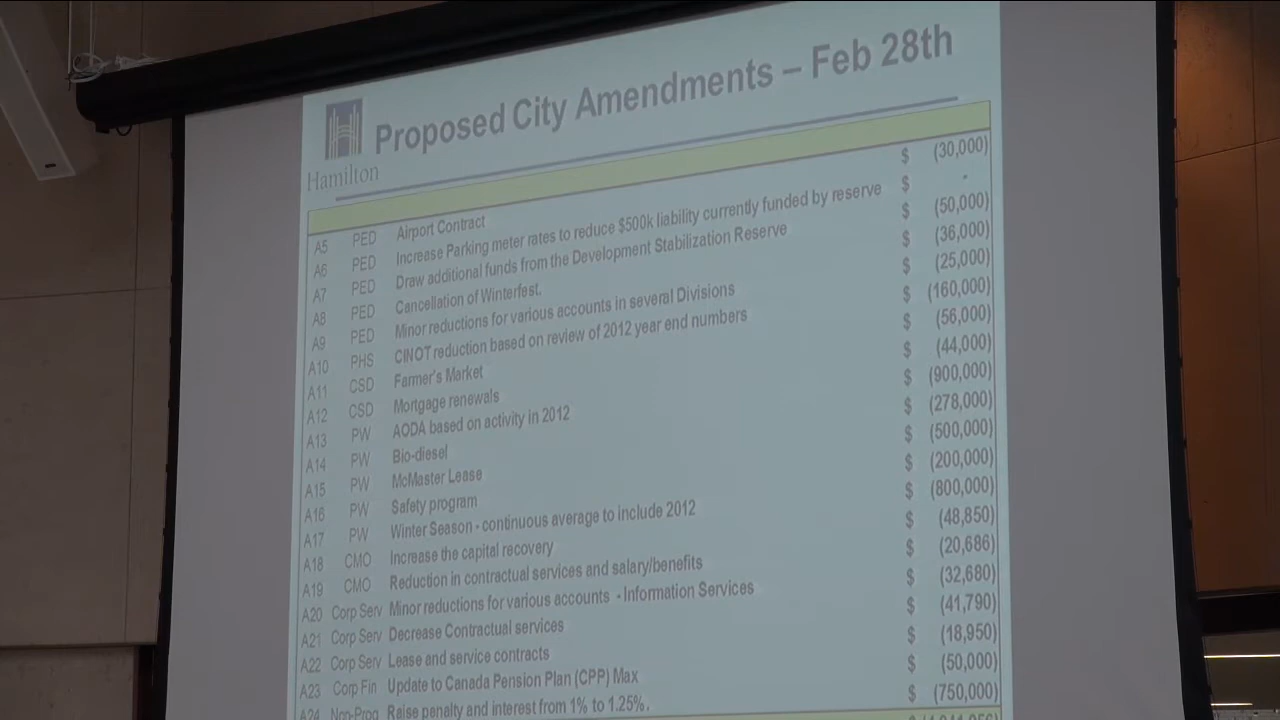 Hamilton
Proposed City Amendments – Feb 28th
A5 PED Airport Contract $ (30,000)
A6 PED Increase Parking meter rates to reduce $500k liability currently funded by reserve $ -
A7 PED Draw additional funds from the Development Stabilization Reserve $ (50,000)
A8 PED Cancellation of Winterfest. $ (36,000)
A9 PED Minor reductions for various accounts in several Divisions $ (25,000)
A10 PHS CINOT reduction based on review of 2012 year end numbers $ (160,000)
A11 CSD Farmer's Market $ (56,000)
A12 CSD Mortgage renewals $ (44,000)
A13 PW AODA based on activity in 2012 $ (900,000)
A14 PW Bio-diesel $ (278,000)
A15 PW McMaster Lease $ (500,000)
A16 PW Safety program $ (200,000)
A17 PW Winter Season - continuous average to include 2012 $ (800,000)
A18 CMO Increase the capital recovery $ (48,850)
A19 CMO Reduction in contractual services and salary/benefits $ (20,686)
A20 Corp Serv Minor reductions for various accounts - Information Services $ (32,680)
A21 Corp Serv Decrease Contractual services $ (41,790)
A22 Corp Serv Lease and service contracts $ (18,950)
A23 Corp Fin Update to Canada Pension Plan (CPP) Max $ (50,000)
A24 Non-Prog Raise penalty and interest from 1% to 1.25%. $ (750,000)